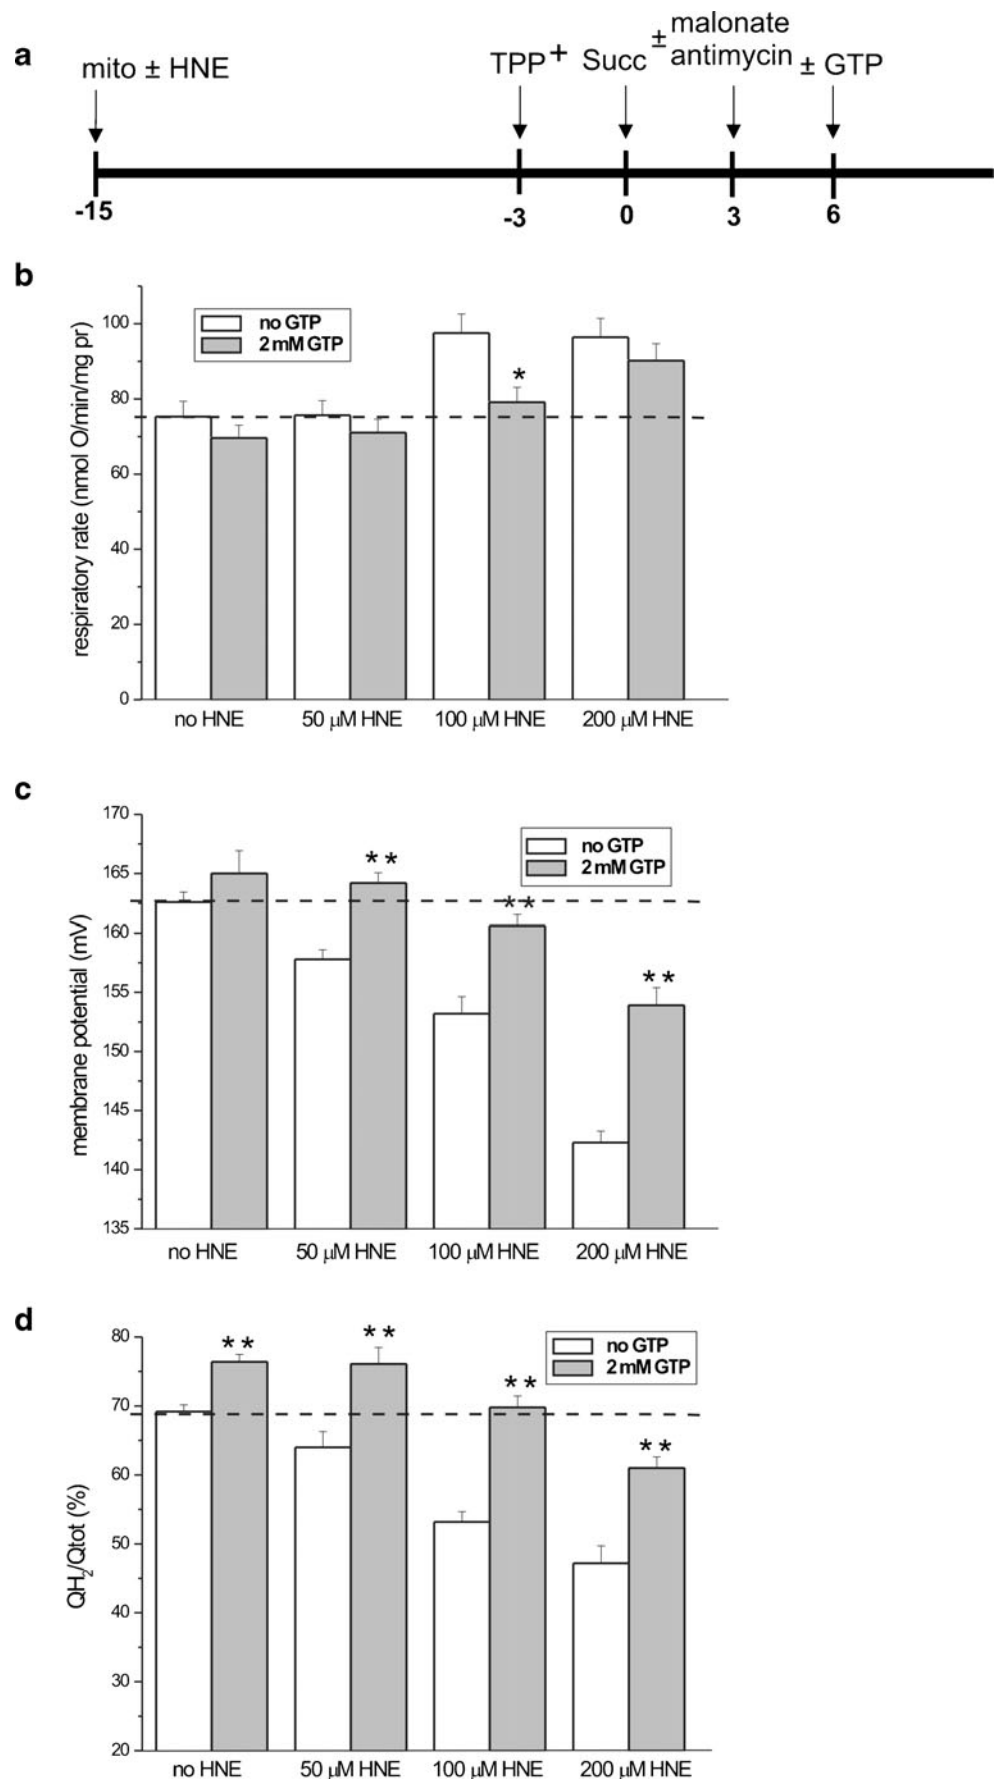 a
mito ± HNE
TPP+ Succ ± malonate
antimycin ± GTP
-15 -3 0 3 6
b
respiratory rate (nmol O/min/mg pr)
no GTP
2 mM GTP
100
80
60
40
20
0
*
no HNE 50 μM HNE 100 μM HNE 200 μM HNE
c
membrane potential (mV)
no GTP
2 mM GTP
170
165
160
155
150
145
140
135
** ** **
no HNE 50 μM HNE 100 μM HNE 200 μM HNE
d
QH₂/Qtot (%)
no GTP
2 mM GTP
80
70
60
50
40
30
20
** ** ** **
no HNE 50 μM HNE 100 μM HNE 200 μM HNE